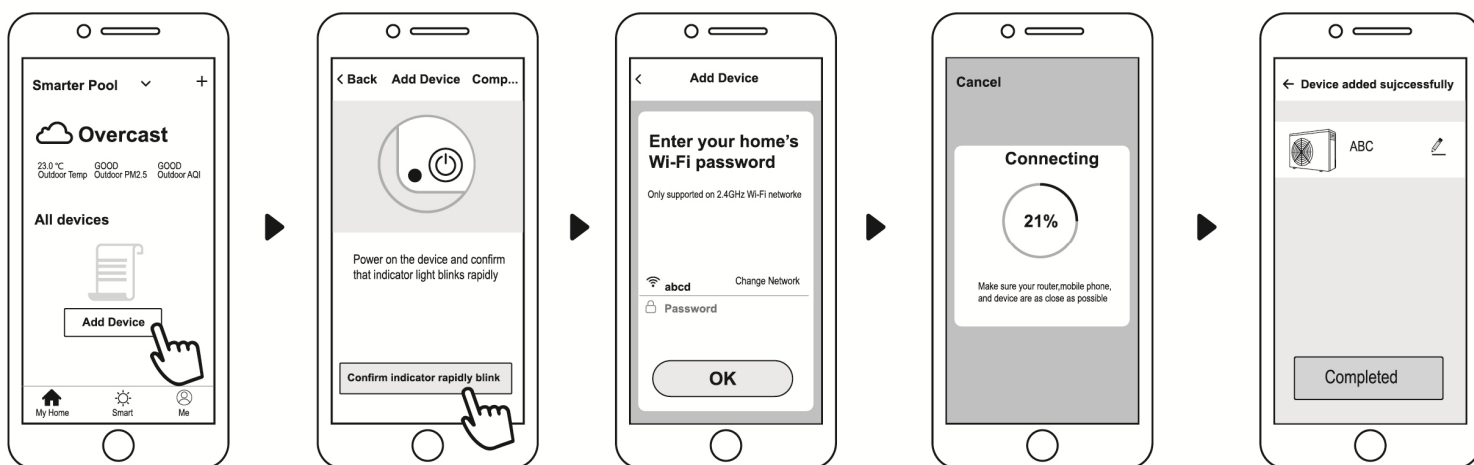 Smarter Pool
Overcast
23.0 ℃ GOOD GOOD
Outdoor Temp Outdoor PM2.5 Outdoor AQI
All devices
Add Device
My Home Smart Me
< Back Add Device Comp...
Power on the device and confirm
that indicator light blinks rapidly
Confirm indicator rapidly blink
Add Device
Enter your home's
Wi-Fi password
Only supported on 2.4GHz Wi-Fi networke
abcd Change Network
Password
OK
Cancel
Connecting
21%
Make sure your router,mobile phone,
and device are as close as possible
Device added sujccessfully
ABC
Completed